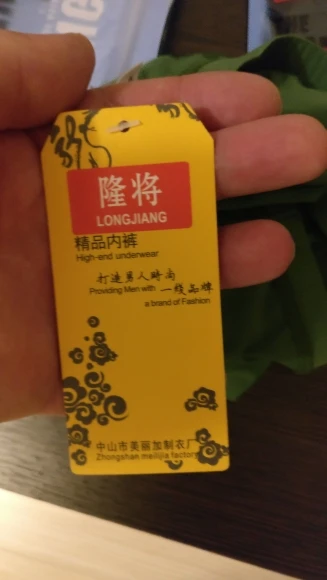 隆将
LONGJIANG
精品内裤
High-end underwear
打造男人时尚
Providing Men with 一线品牌
a brand of Fashion
中山市美丽加制衣厂
Zhongshan meilijia factory